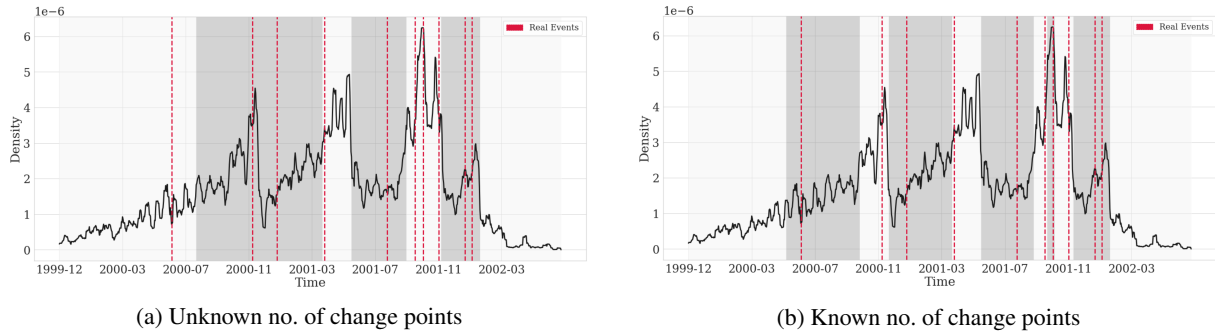 1e−6
Real Events
6
5
4
3
2
1
0
Density
1999-12 2000-03 2000-07 2000-11 2001-03 2001-07 2001-11 2002-03
Time
(a) Unknown no. of change points
1e−6
Real Events
6
5
4
3
2
1
0
Density
1999-12 2000-03 2000-07 2000-11 2001-03 2001-07 2001-11 2002-03
Time
(b) Known no. of change points